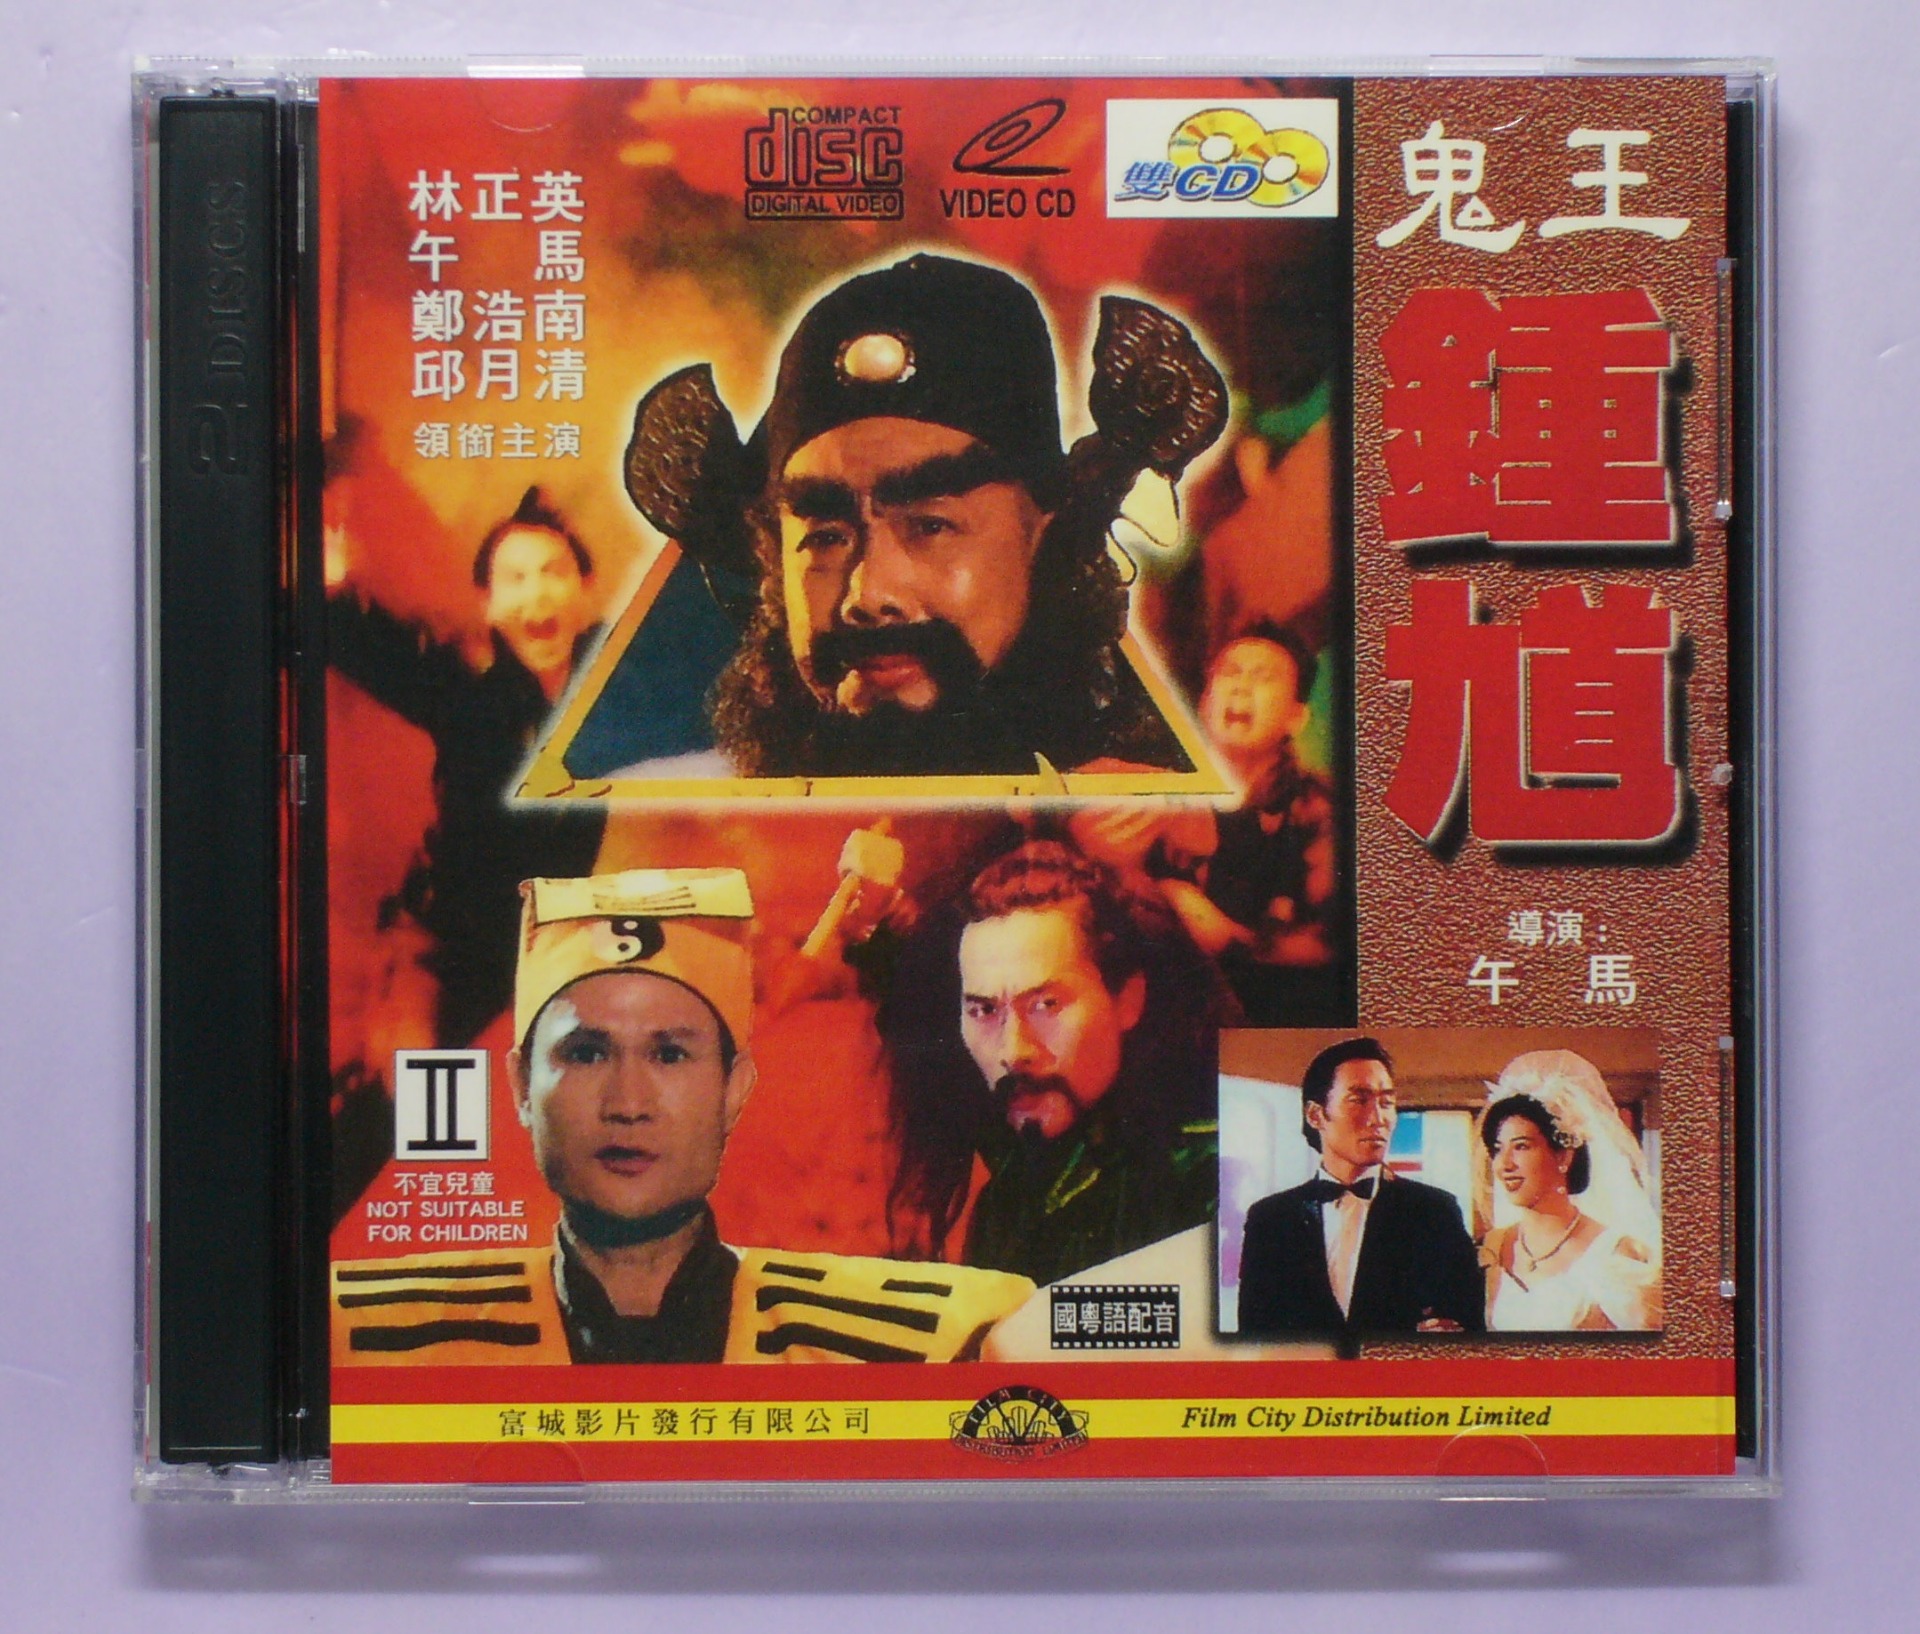 2 DISCS
林正英
午馬
鄭浩南
邱月清
領銜主演
COMPACT
disc
DIGITAL VIDEO
VIDEO CD
雙CD
鬼王
鍾
馗
導演：
午馬
II
不宜兒童
NOT SUITABLE
FOR CHILDREN
國粵語配音
富城影片發行有限公司
FILM CITY
DISTRIBUTION LIMITED
Film City Distribution Limited